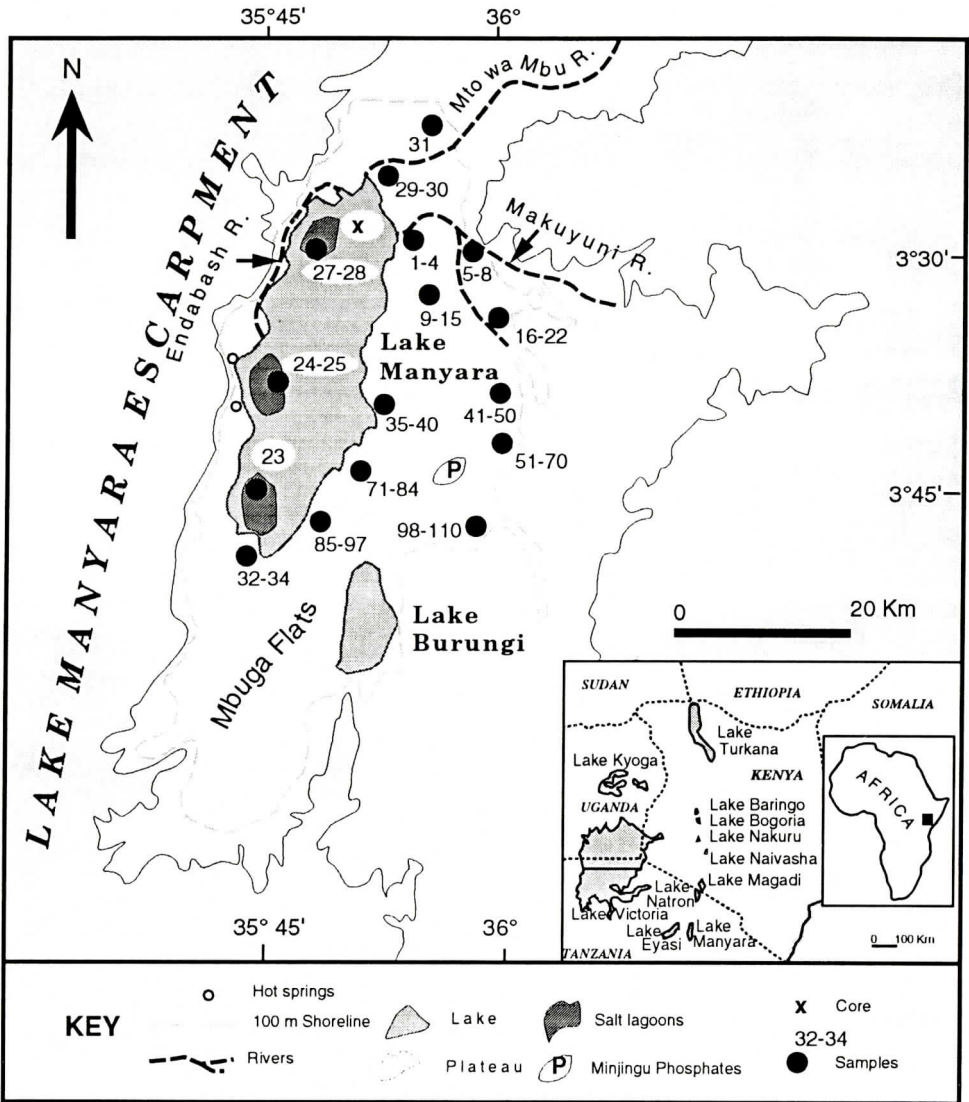 35°45' 36°
N
Mto wa Mbu R.
31
29-30
LAKE MANYARA ESCARPMENT
Endabash R.
x
Makuyuni R.
27-28
1-4
5-8
3°30'
9-15
16-22
24-25
Lake
Manyara
35-40
41-50
51-70
23
71-84
P
3°45'
85-97
98-110
32-34
Mbuga Flats
Lake
Burungi
0 20 Km
SUDAN
ETHIOPIA
SOMALIA
Lake
Turkana
Lake Kyoga
KENYA
UGANDA
Lake Baringo
Lake Bogoria
Lake Nakuru
Lake Naivasha
Lake Magadi
Lake
Natron
Lake Victoria
Lake
Eyasi
Lake
Manyara
TANZANIA
AFRICA
0 100 Km
35°45' 36°
KEY
Hot springs
100 m Shoreline
Rivers
Lake
Plateau
Salt lagoons
P Minjingu Phosphates
x Core
32-34
Samples